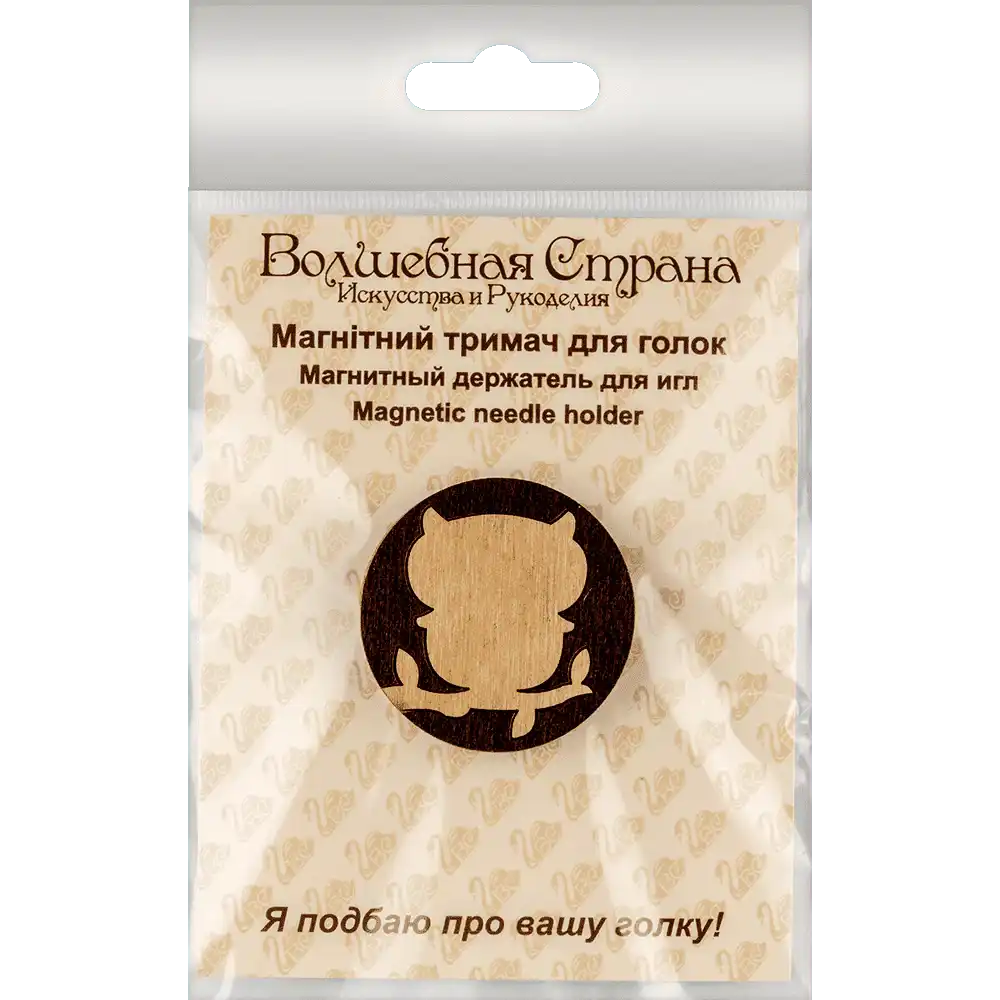 Волшебная Страна
Искусства и Рукоделия
Магнітний тримач для голок
Магнитный держатель для игл
Magnetic needle holder
Я подбаю про вашу голку!